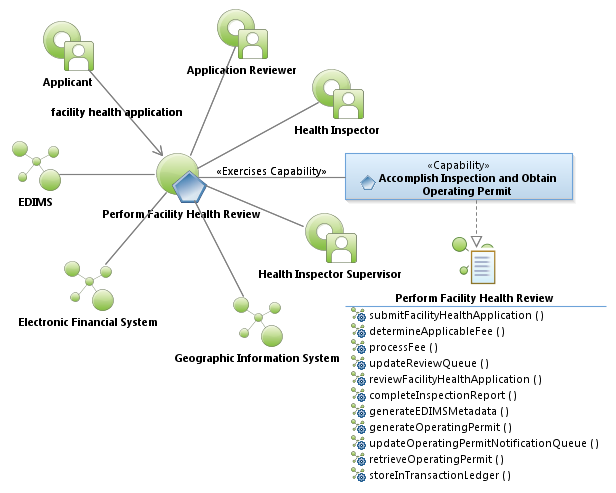 Applicant
Application Reviewer
facility health application
Health Inspector
EDIMS
«Exercises Capability»
«Capability»
Accomplish Inspection and Obtain
Operating Permit
Perform Facility Health Review
Health Inspector Supervisor
Electronic Financial System
Geographic Information System
Perform Facility Health Review
submitFacilityHealthApplication ( )
determineApplicableFee ( )
processFee ( )
updateReviewQueue ( )
reviewFacilityHealthApplication ( )
completeInspectionReport ( )
generateEDIMSMetadata ( )
generateOperatingPermit ( )
updateOperatingPermitNotificationQueue ( )
retrieveOperatingPermit ( )
storeInTransactionLedger ( )